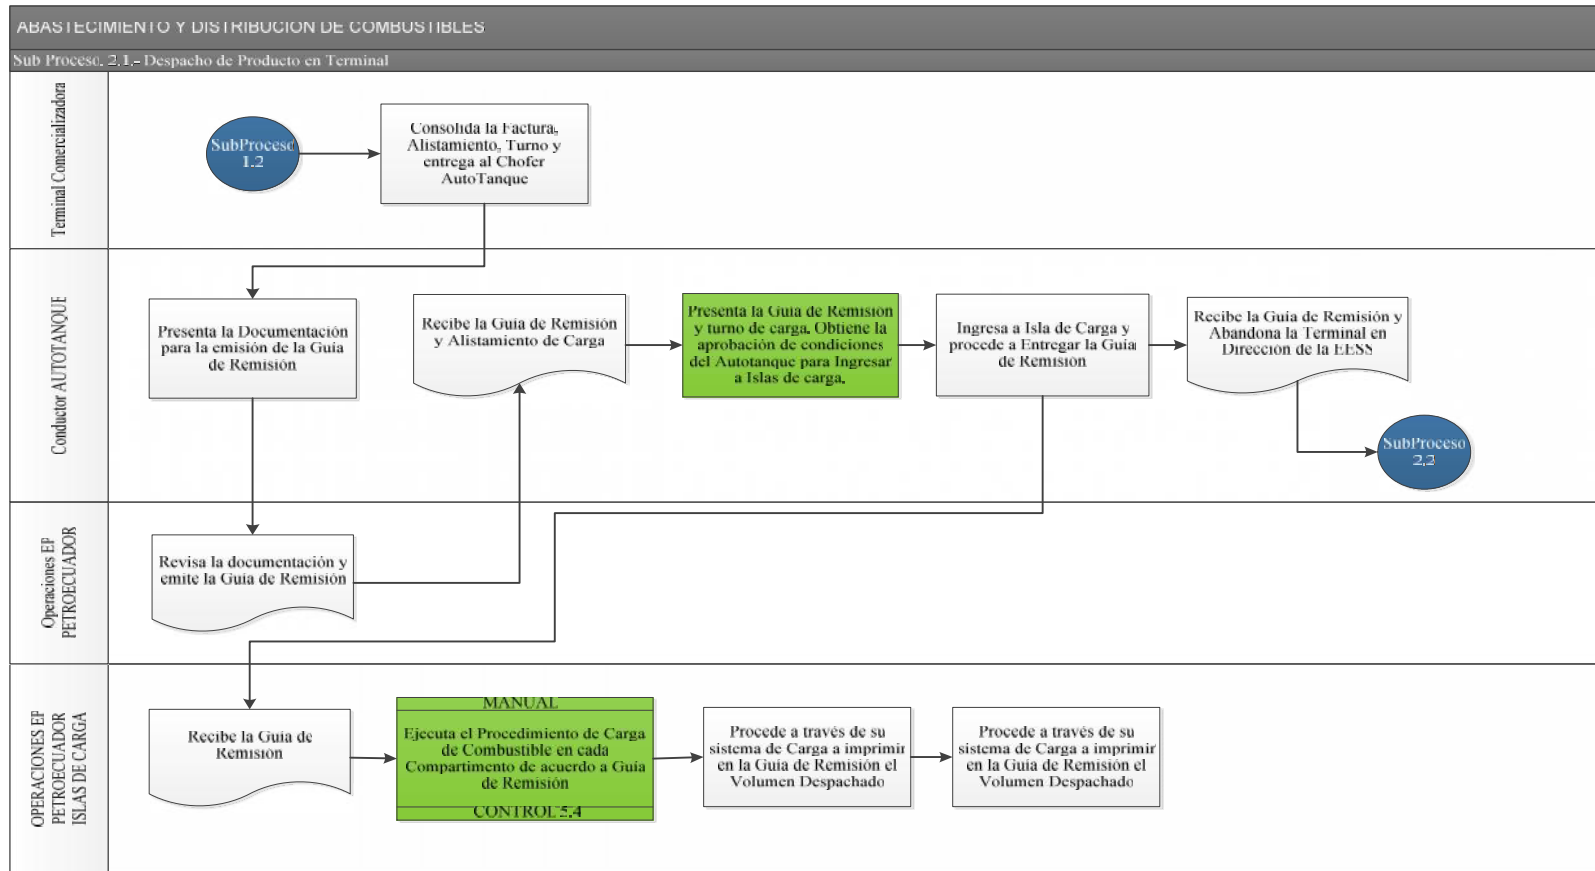 ABASTECIMIENTO Y DISTRIBUCION DE COMBUSTIBLES
Sub Proceso. 2.1.- Despacho de Producto en Terminal
Terminal Comercializadora
SubProceso
1.2
Consolida la Factura,
Alistamiento, Turno y
entrega al Chofer
AutoTanque
Conductor AUTOTANQUE
Presenta la Documentación
para la emisión de la Guía
de Remisión
Recibe la Guía de Remisión
y Alistamiento de Carga
Presenta la Guía de Remisión
y turno de carga. Obtiene la
aprobación de condiciones
del Autotanque para Ingresar
a Islas de carga.
Ingresa a Isla de Carga y
procede a Entregar la Guía
de Remisión
Recibe la Guía de Remisión y
Abandona la Terminal en
Dirección de la EESS
SubProceso
2.2
Operaciones EP
PETROECUADOR
Revisa la documentación y
emite la Guía de Remisión
OPERACIONES EP
PETROECUADOR
ISLAS DE CARGA
Recibe la Guía de
Remisión
MANUAL
Ejecuta el Procedimiento de Carga
de Combustible en cada
Compartimento de acuerdo a Guía
de Remisión
CONTROL 5.4
Procede a través de su
sistema de Carga a imprimir
en la Guía de Remisión el
Volumen Despachado
Procede a través de su
sistema de Carga a imprimir
en la Guía de Remisión el
Volumen Despachado